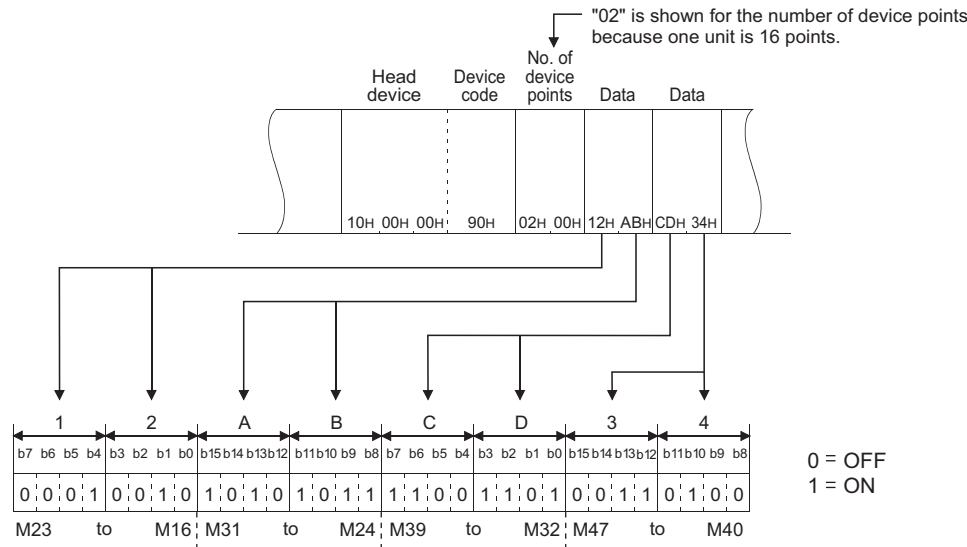 "02" is shown for the number of device points
because one unit is 16 points.
Head device
Device code
No. of device points
Data
Data
10H 00H 00H 90H 02H 00H 12H ABH CDH 34H
1 2 A B C D 3 4
b7 b6 b5 b4 b3 b2 b1 b0 b15 b14 b13 b12 b11 b10 b9 b8 b7 b6 b5 b4 b3 b2 b1 b0 b15 b14 b13 b12 b11 b10 b9 b8
0 0 0 1 0 0 1 0 1 0 1 0 1 0 1 1 1 1 0 0 1 1 0 1 0 0 1 1 0 1 0 0
M23 to M16 M31 to M24 M39 to M32 M47 to M40
0 = OFF
1 = ON